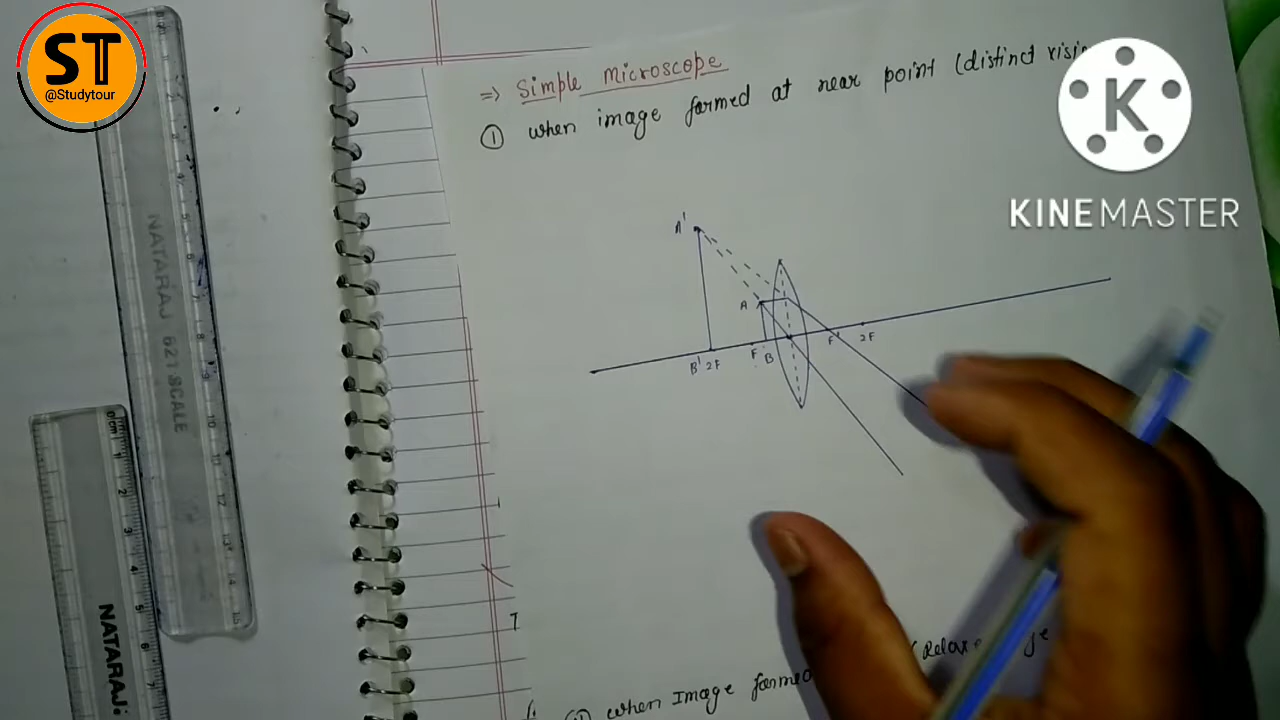 ST
@Studytour
K
KINEMASTER
⇒ Simple microscope
① when image formed at near point (distinct
A'
A
B' 2F F B F 2F
when Image formed (Relax
NATARAJ 621 SCALE
NATARAJ